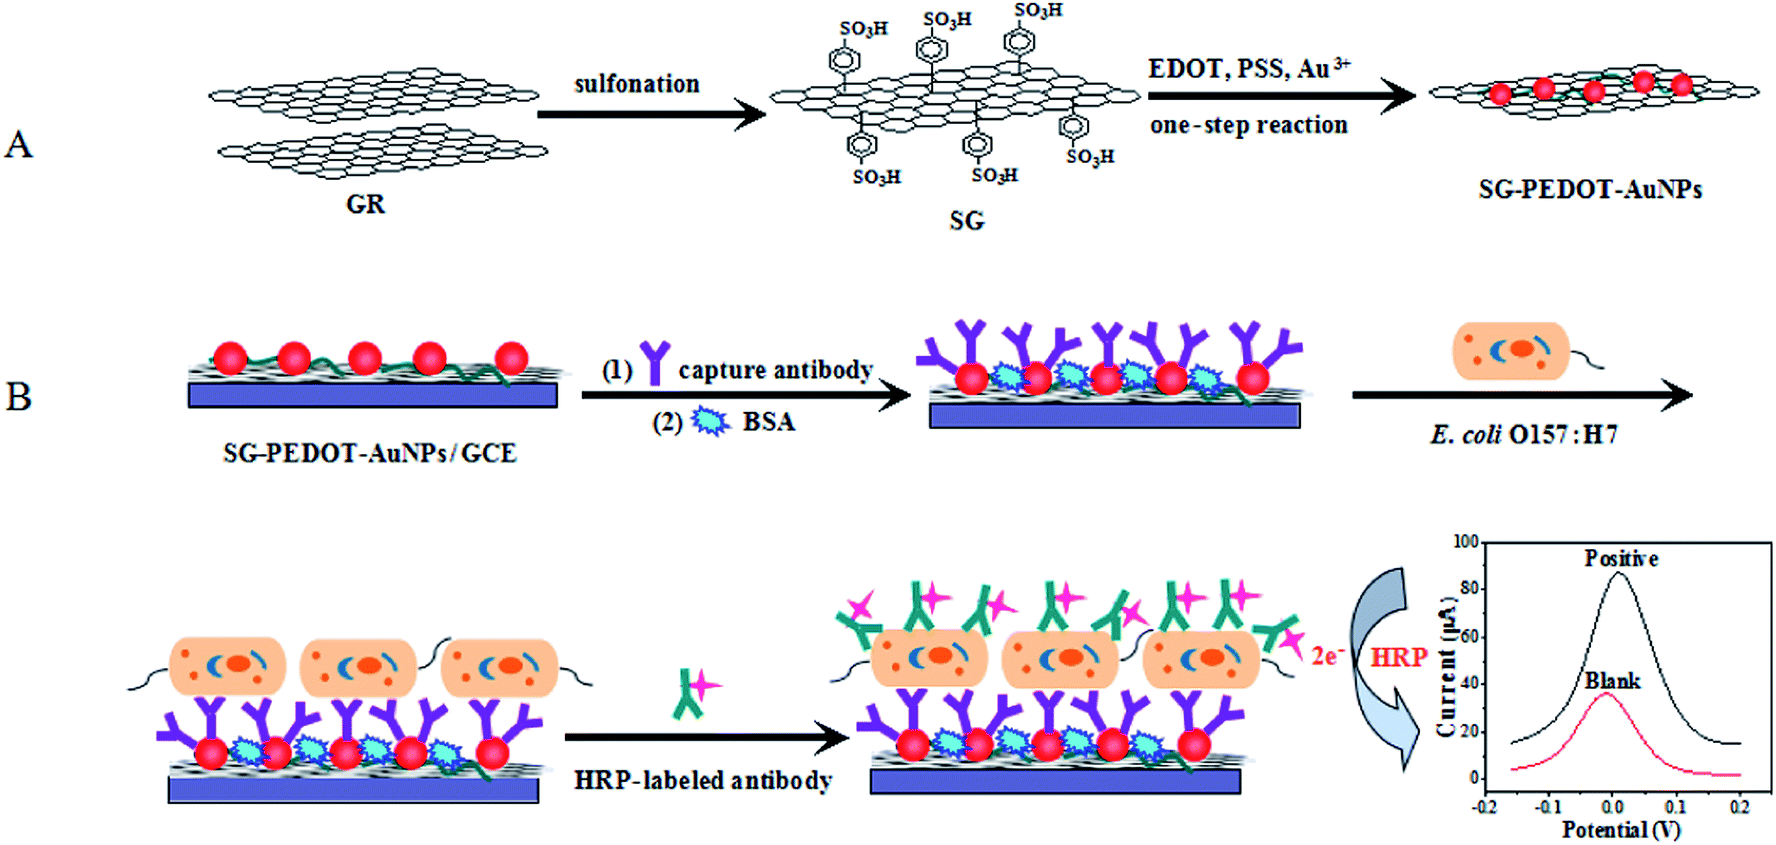 SO₃H
SO₃H
SO₃H
sulfonation
EDOT, PSS, Au³⁺
one-step reaction
A
SO₃H
SO₃H
SO₃H
GR
SG
SG-PEDOT-AuNPs
B
(1) capture antibody
(2) BSA
SG-PEDOT-AuNPs/GCE
E. coli O157:H7
HRP-labeled antibody
2e⁻
HRP
Current (μA)
100
80
60
40
20
0
Positive
Blank
-0.2 -0.1 0.0 0.1 0.2
Potential (V)